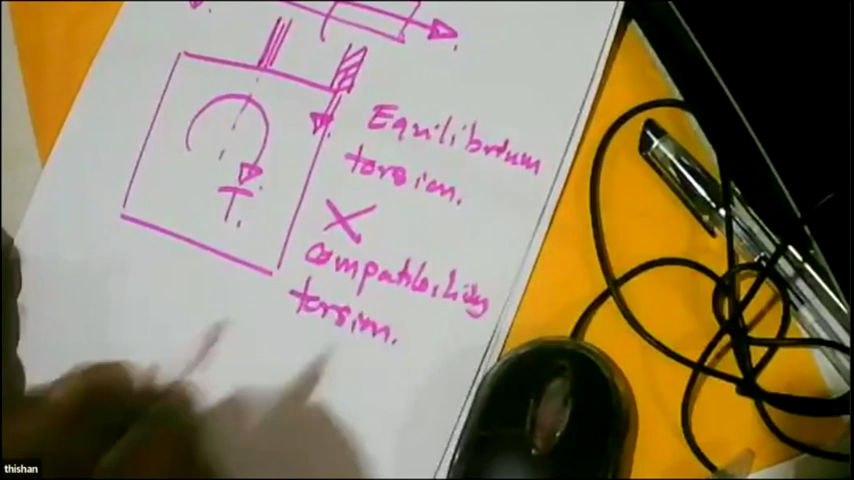 Equilibrium
torsion.
T.
compatibility
torsion.
thishan